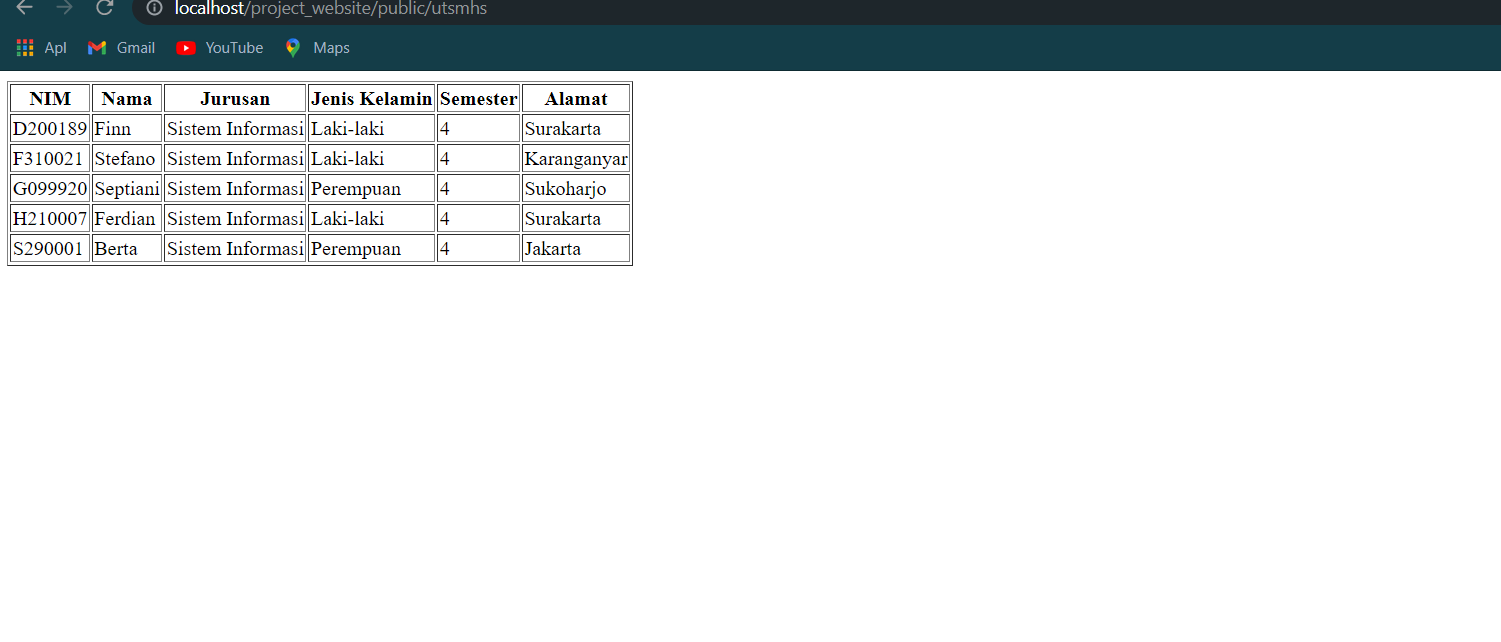 localhost/project_website/public/utsmhs
Apl Gmail YouTube Maps
NIM Nama Jurusan Jenis Kelamin Semester Alamat
D200189 Finn Sistem Informasi Laki-laki 4 Surakarta
F310021 Stefano Sistem Informasi Laki-laki 4 Karanganyar
G099920 Septiani Sistem Informasi Perempuan 4 Sukoharjo
H210007 Ferdian Sistem Informasi Laki-laki 4 Surakarta
S290001 Berta Sistem Informasi Perempuan 4 Jakarta